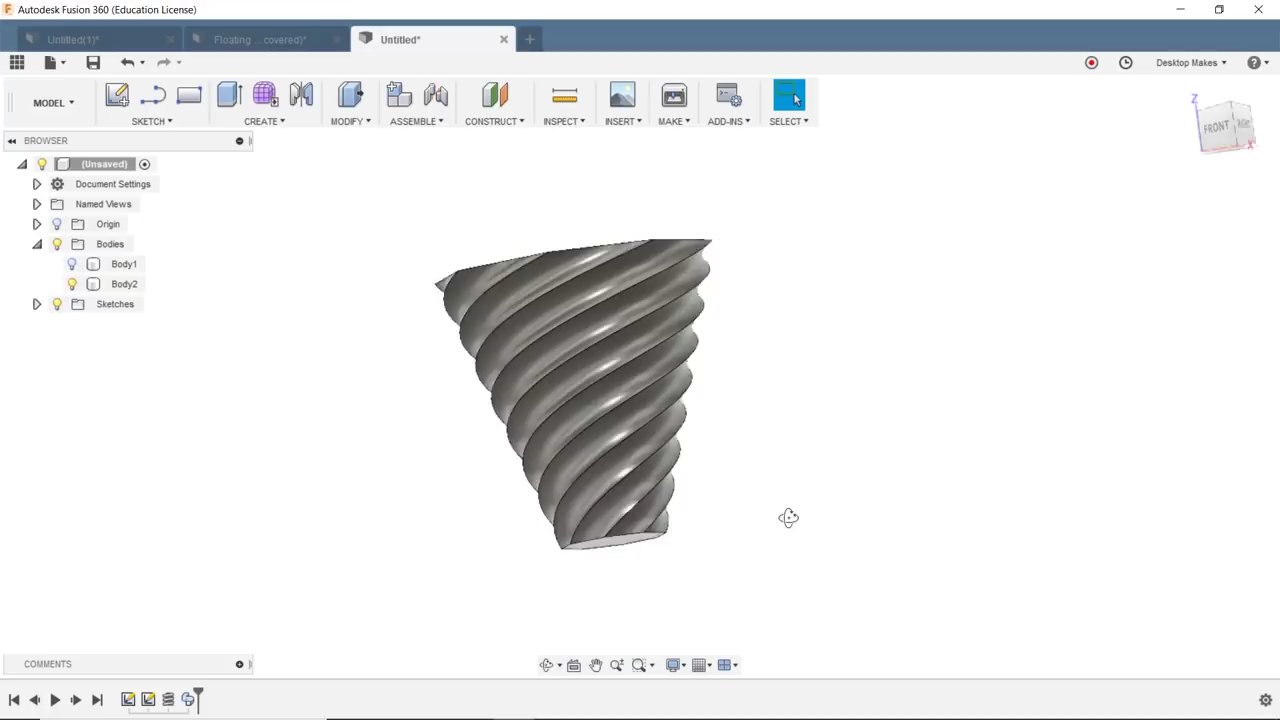 Autodesk Fusion 360 (Education License)
Untitled(1)*
Floating ...covered)*
Untitled*
Desktop Makes
MODEL
SKETCH
CREATE
MODIFY
ASSEMBLE
CONSTRUCT
INSPECT
INSERT
MAKE
ADD-INS
SELECT
Z
FRONT
RIGHT
X
BROWSER
(Unsaved)
Document Settings
Named Views
Origin
Bodies
Body1
Body2
Sketches
COMMENTS